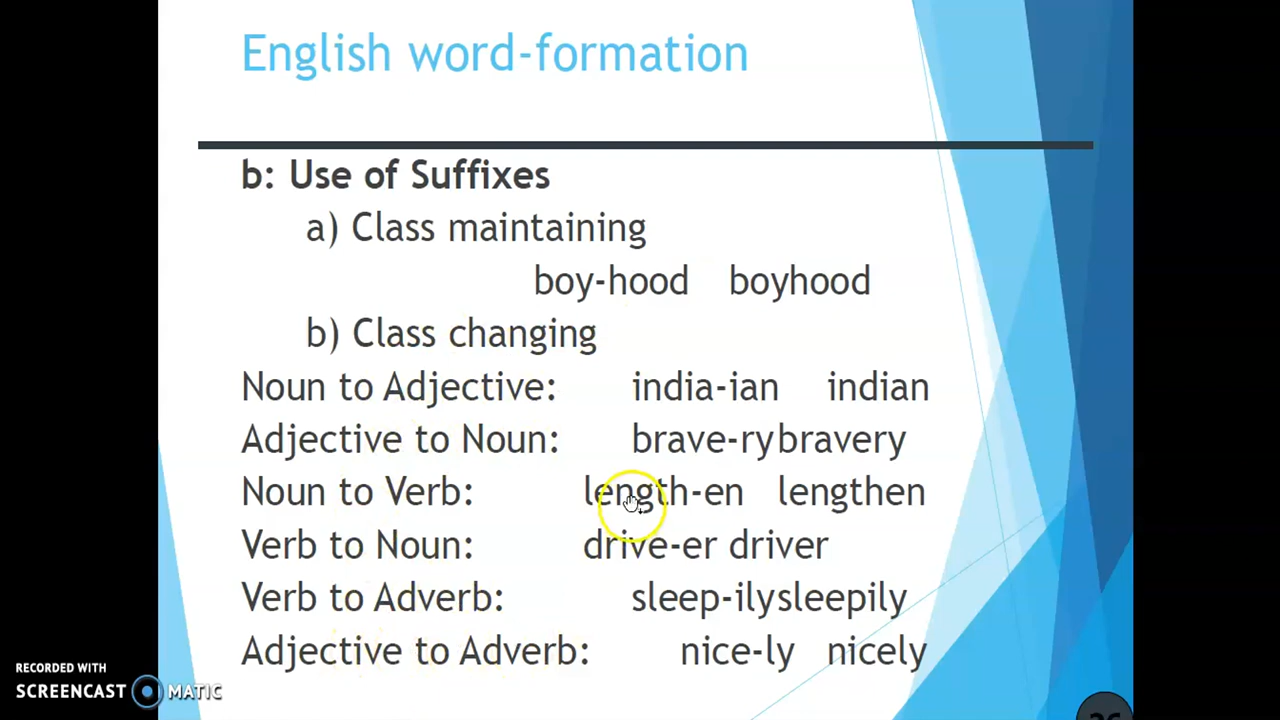 English word-formation
b: Use of Suffixes
a) Class maintaining
boy-hood boyhood
b) Class changing
Noun to Adjective: india-ian indian
Adjective to Noun: brave-rybravery
Noun to Verb: length-en lengthen
Verb to Noun: drive-er driver
Verb to Adverb: sleep-ilysleepily
Adjective to Adverb: nice-ly nicely
RECORDED WITH
SCREENCAST MATIC